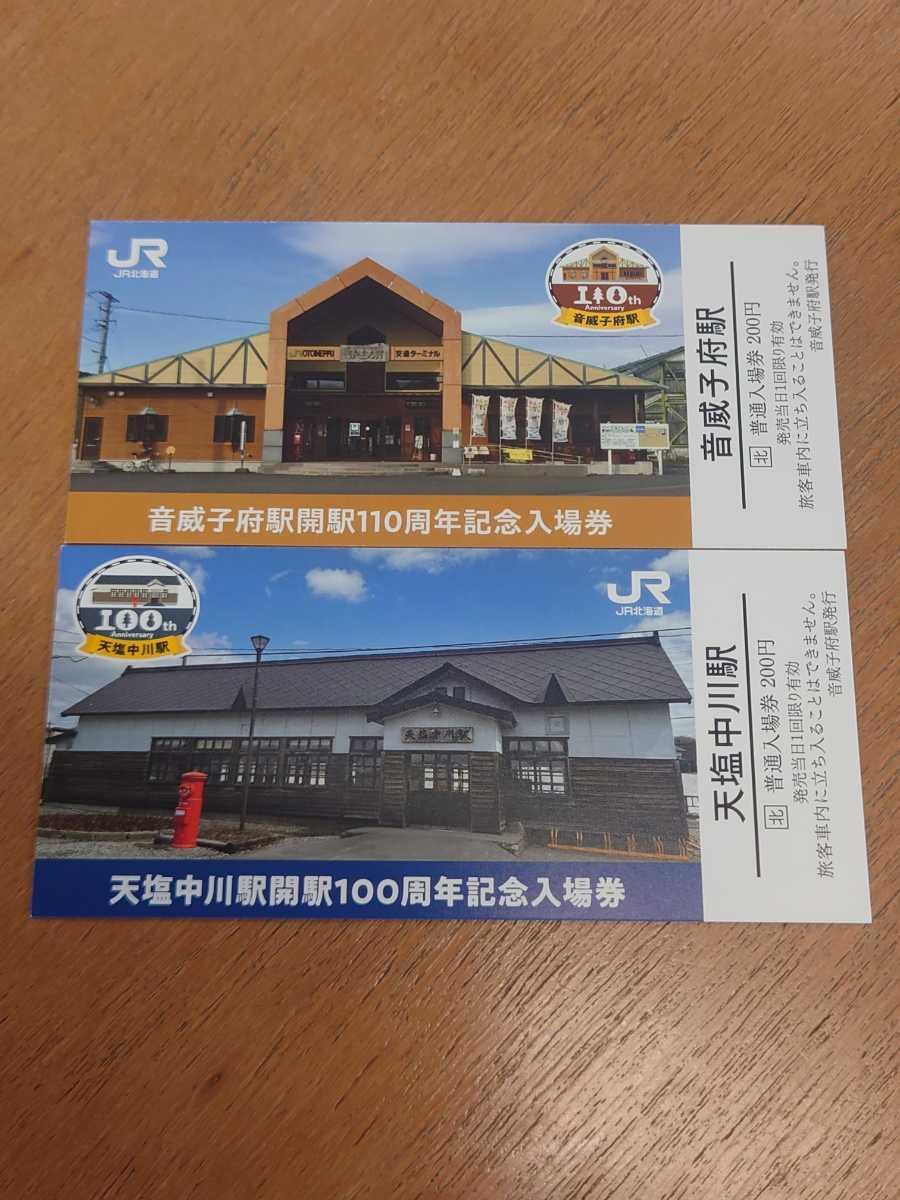 JR
JR北海道
110th
Anniversary
音威子府駅
OTOINEPPU
交通ターミナル
音威子府駅開駅110周年記念入場券
音威子府駅
北 普通入場券 200円
発売当日1回限り有効
旅客車内に立ち入ることはできません。
音威子府駅発行
100th
Anniversary
天塩中川駅
JR
JR北海道
天塩中川駅
天塩中川駅開駅100周年記念入場券
天塩中川駅
北 普通入場券 200円
発売当日1回限り有効
旅客車内に立ち入ることはできません。
音威子府駅発行